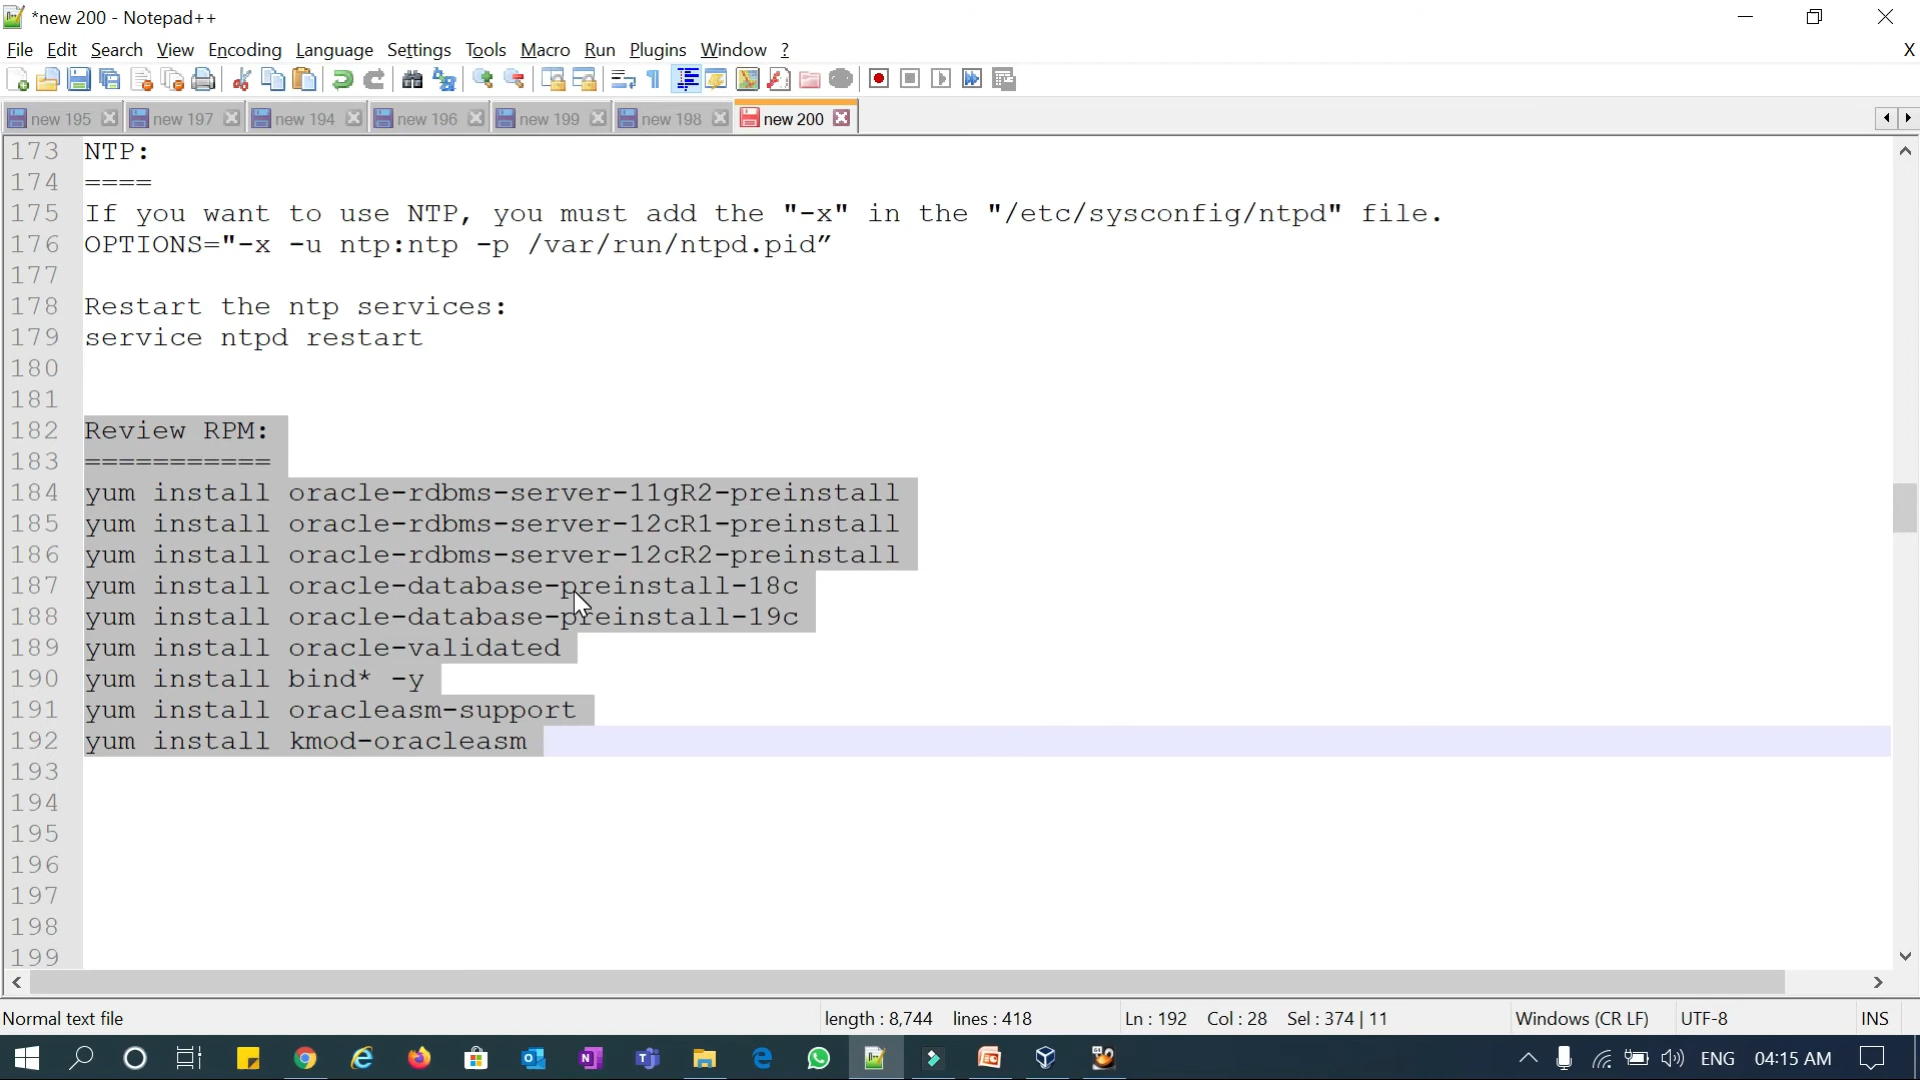 *new 200 - Notepad++
File Edit Search View Encoding Language Settings Tools Macro Run Plugins Window ? X
new 195 new 197 new 194 new 196 new 199 new 198 new 200
173 NTP:
174 ====
175 If you want to use NTP, you must add the "-x" in the "/etc/sysconfig/ntpd" file.
176 OPTIONS="-x -u ntp:ntp -p /var/run/ntpd.pid”
177
178 Restart the ntp services:
179 service ntpd restart
180
181
182 Review RPM:
183 ===========
184 yum install oracle-rdbms-server-11gR2-preinstall
185 yum install oracle-rdbms-server-12cR1-preinstall
186 yum install oracle-rdbms-server-12cR2-preinstall
187 yum install oracle-database-preinstall-18c
188 yum install oracle-database-preinstall-19c
189 yum install oracle-validated
190 yum install bind* -y
191 yum install oracleasm-support
192 yum install kmod-oracleasm
193
194
195
196
197
198
199
Normal text file length : 8,744 lines : 418 Ln : 192 Col : 28 Sel : 374 | 11 Windows (CR LF) UTF-8 INS
ENG 04:15 AM